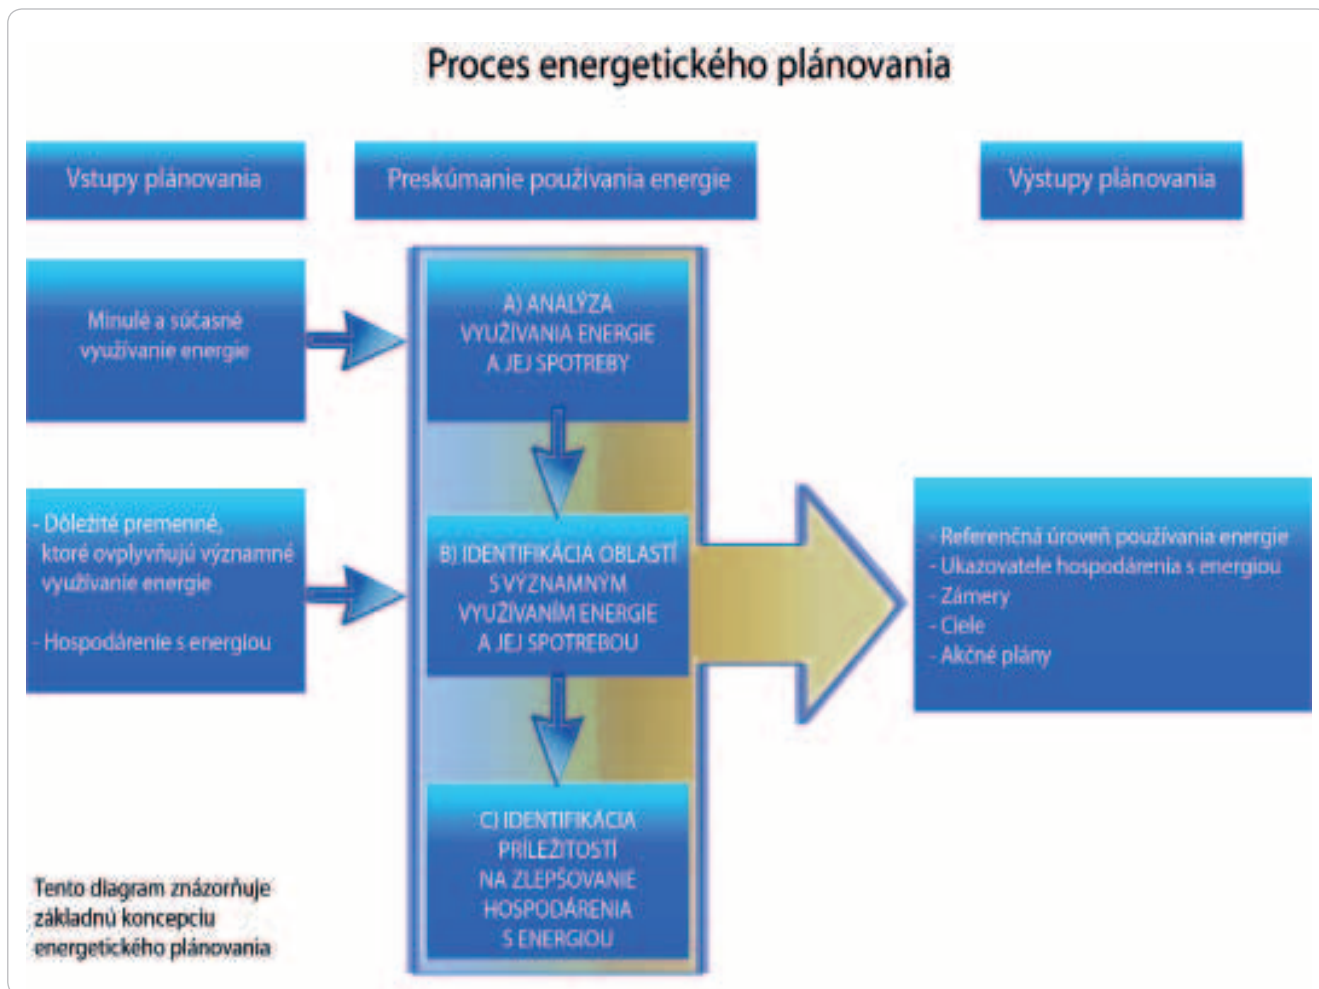 Proces energetického plánovania
Vstupy plánovania
Preskúmanie používania energie
Výstupy plánovania
Minulé a súčasné
využívanie energie
A) ANALÝZA
VYUŽÍVANIA ENERGIE
A JEJ SPOTREBY
- Dôležité premenné,
ktoré ovplyvňujú významné
využívanie energie
- Hospodárenie s energiou
B) IDENTIFIKÁCIA OBLASTÍ
S VÝZNAMNÝM
VYUŽÍVANÍM ENERGIE
A JEJ SPOTREBOU
- Referenčná úroveň používania energie
- Ukazovatele hospodárenia s energiou
- Zámery
- Ciele
- Akčné plány
C) IDENTIFIKÁCIA
PRÍLEŽITOSTÍ
NA ZLEPŠOVANIE
HOSPODÁRENIA
S ENERGIOU
Tento diagram znázorňuje
základnú koncepciu
energetického plánovania